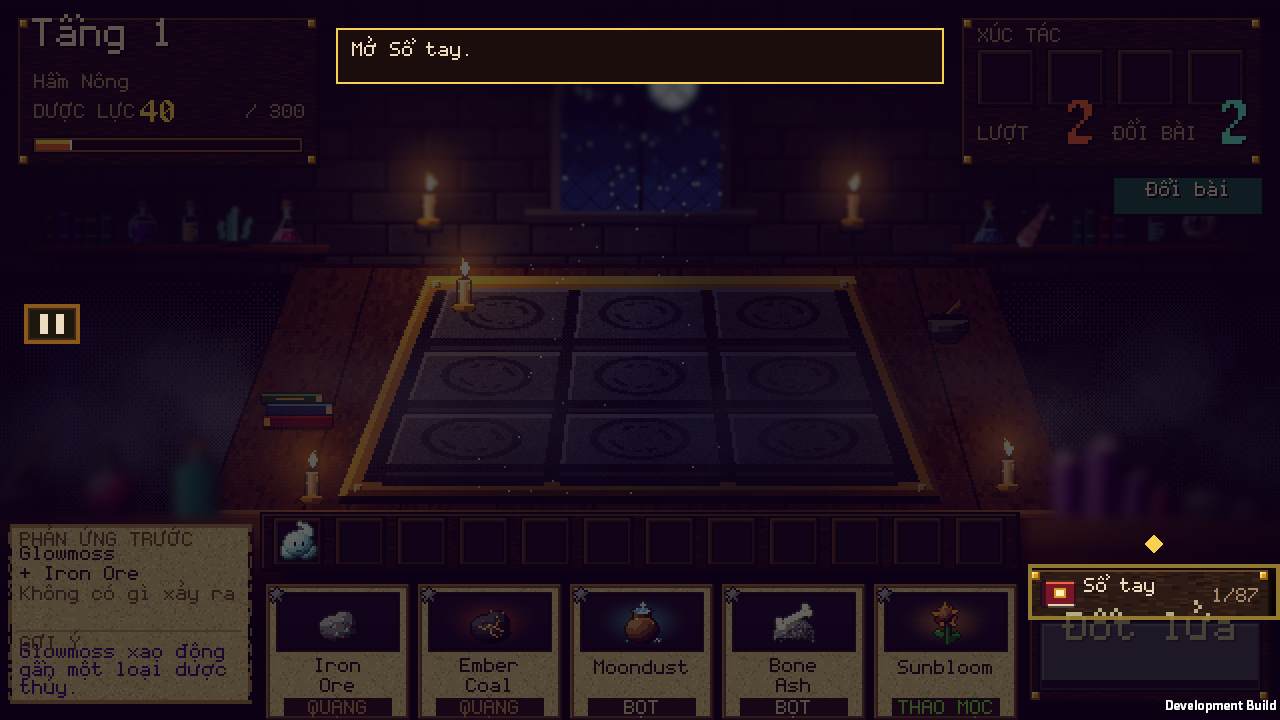 Tầng 1
Hầm Nông
DƯỢC LỰC 40 / 300
Mở Sổ tay.
XÚC TÁC
LƯỢT 2 ĐỔI BÀI 2
Đổi bài
PHẢN ỨNG TRƯỚC
Glowmoss
+ Iron Ore
Không có gì xảy ra
GỢI Ý
Glowmoss xao động
gần một loại dược
thủy.
Iron
Ore
QUẶNG
Ember
Coal
QUẶNG
Moondust
BỘT
Bone
Ash
BỘT
Sunbloom
THẢO MỘC
Sổ tay 1/87
Đốt lửa
Development Build